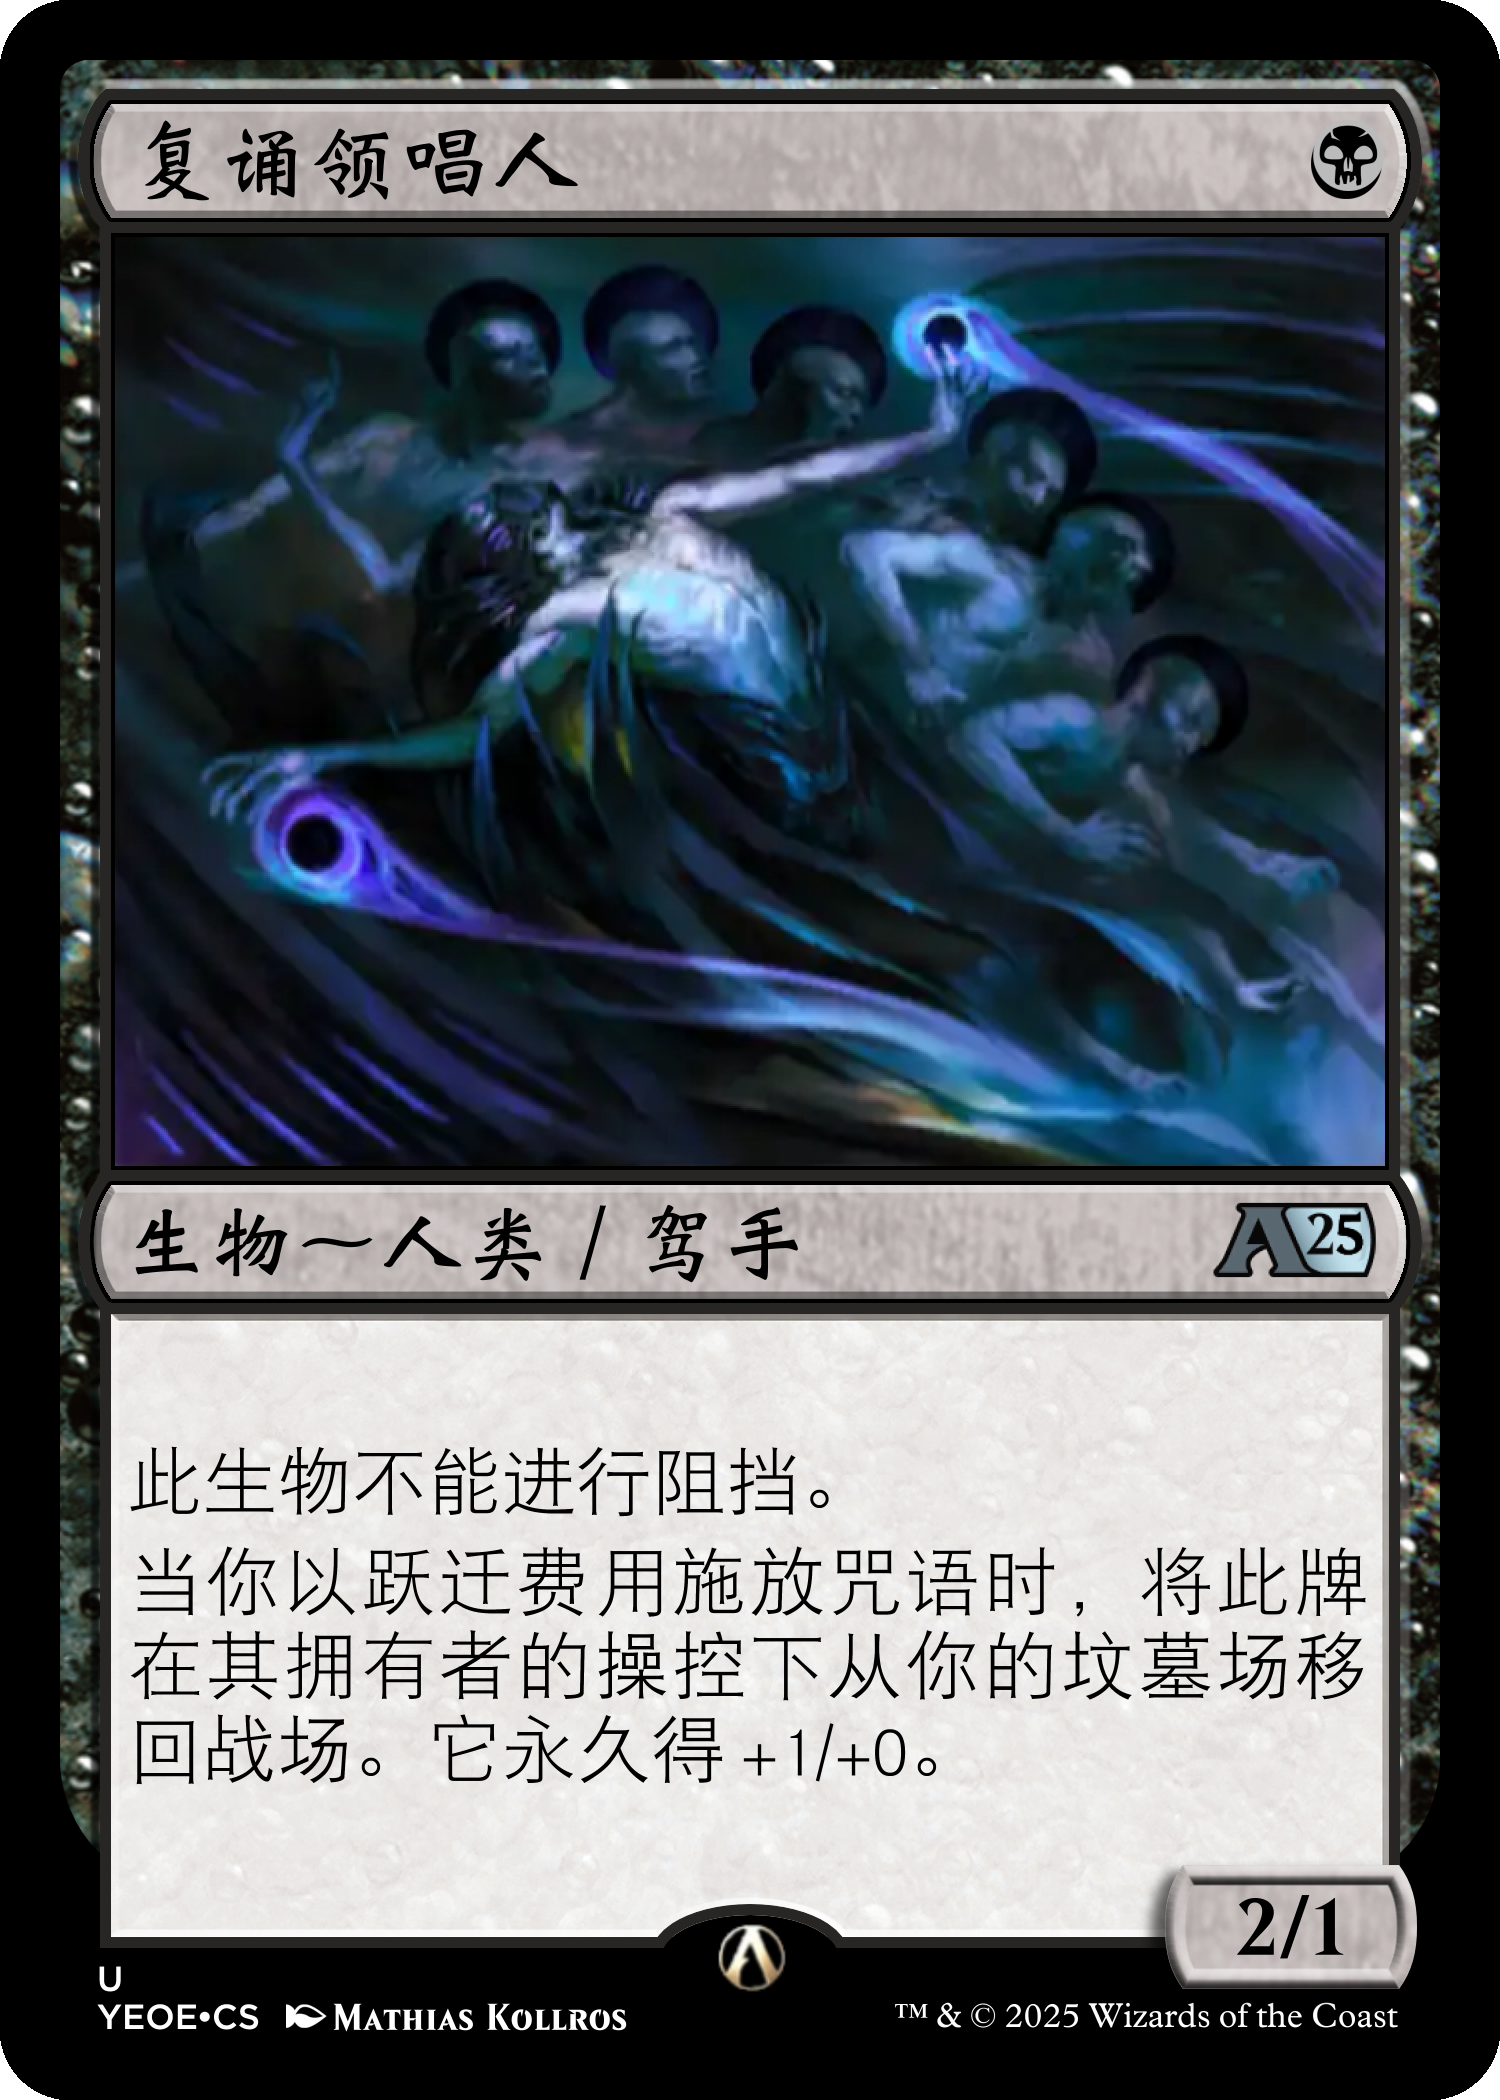 复诵领唱人
生物～人类 / 驾手
A25
此生物不能进行阻挡。
当你以跃迁费用施放咒语时，将此牌
在其拥有者的操控下从你的坟墓场移
回战场。它永久得 +1/+0。
2/1
U
YEOE•CS MATHIAS KOLLROS
™ & © 2025 Wizards of the Coast